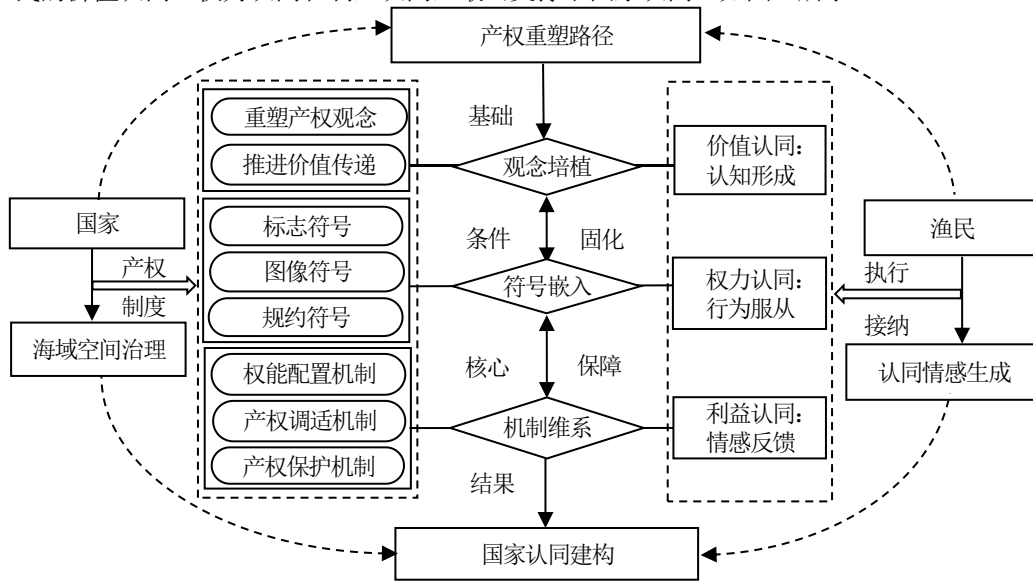 产权重塑路径
基础
重塑产权观念
推进价值传递
观念培植
价值认同：
认知形成
国家
产权
制度
海域空间治理
标志符号
图像符号
规约符号
条件
固化
符号嵌入
权力认同：
行为服从
渔民
执行
接纳
认同情感生成
核心
保障
权能配置机制
产权调适机制
产权保护机制
机制维系
利益认同：
情感反馈
结果
国家认同建构